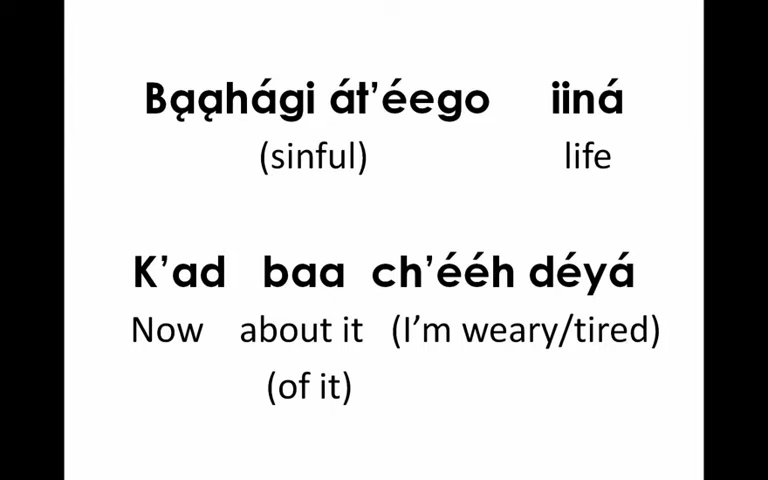 Bąąhági át’éego iiná
(sinful) life
K’ad baa ch’ééh déyá
Now about it (I’m weary/tired)
(of it)